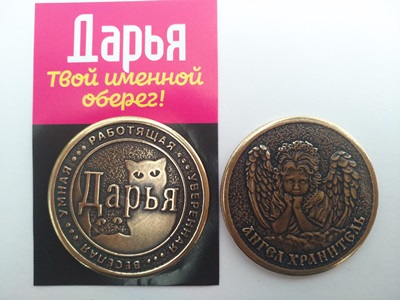 Дарья
Твой именной
оберег!
УМНАЯ РАБОТЯЩАЯ УВЕРЕННАЯ ВЕСЕЛАЯ
Дарья
АНГЕЛ ХРАНИТЕЛЬ